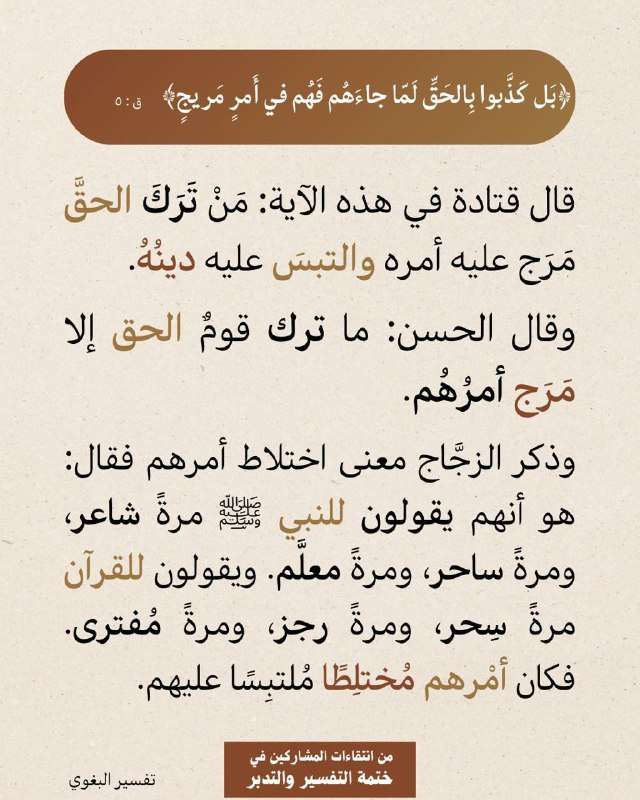 ﴿بَل كَذَّبوا بِالحَقِّ لَمّا جاءَهُم فَهُم في أَمرٍ مَريجٍ﴾ ق: ٥
قال قتادة في هذه الآية: مَنْ تَرَكَ الحقَّ
مَرَج عليه أمره والتبسَ عليه دينُهُ.
وقال الحسن: ما ترك قومٌ الحق إلا
مَرَج أمرُهُم.
وذكر الزجَّاج معنى اختلاط أمرهم فقال:
هو أنهم يقولون للنبي ﷺ مرةً شاعر،
ومرةً ساحر، ومرةً معلَّم. ويقولون للقرآن
مرةً سِحر، ومرةً رجز، ومرةً مُفترى.
فكان أمْرهم مُختلِطًا مُلتبِسًا عليهم.
من انتقاءات المشاركين في
ختمة التفسير والتدبر
تفسير البغوي